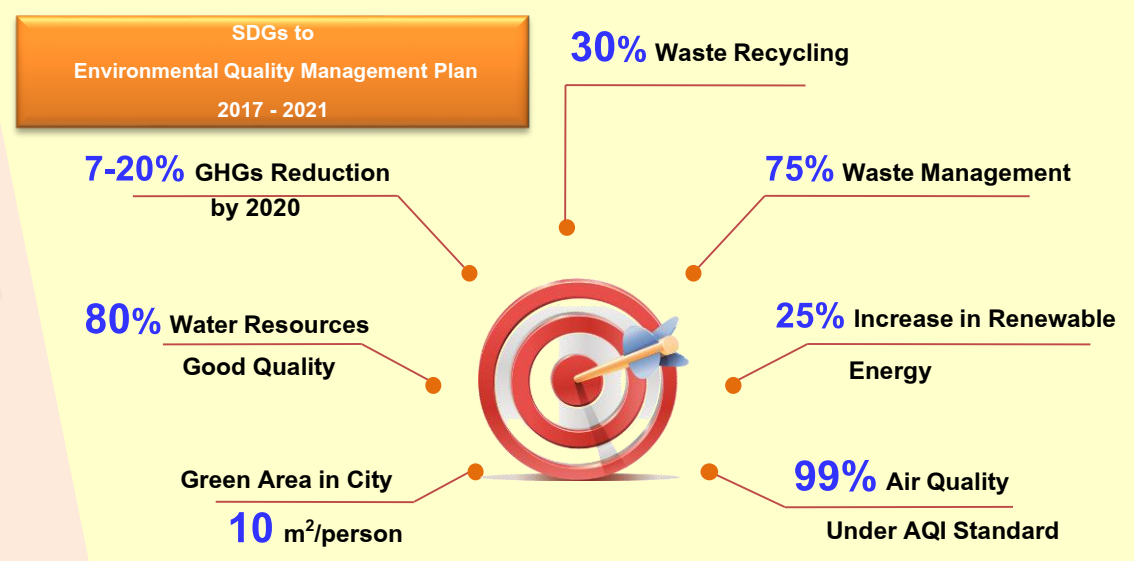 SDGs to
Environmental Quality Management Plan
2017 - 2021
30% Waste Recycling
7-20% GHGs Reduction
by 2020
75% Waste Management
80% Water Resources
Good Quality
25% Increase in Renewable
Energy
Green Area in City
10 m²/person
99% Air Quality
Under AQI Standard